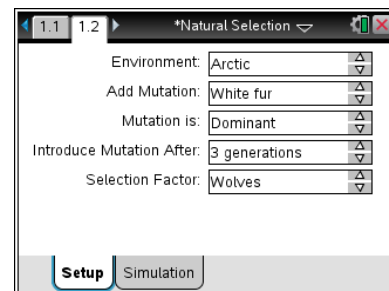 1.1 1.2 *Natural Selection
Environment: Arctic
Add Mutation: White fur
Mutation is: Dominant
Introduce Mutation After: 3 generations
Selection Factor: Wolves
Setup Simulation